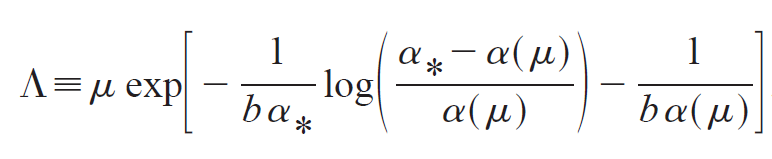 Λ ≡ μ exp[ − 1/(bα_*) log( (α_* − α(μ))/α(μ) ) − 1/(bα(μ)) ]